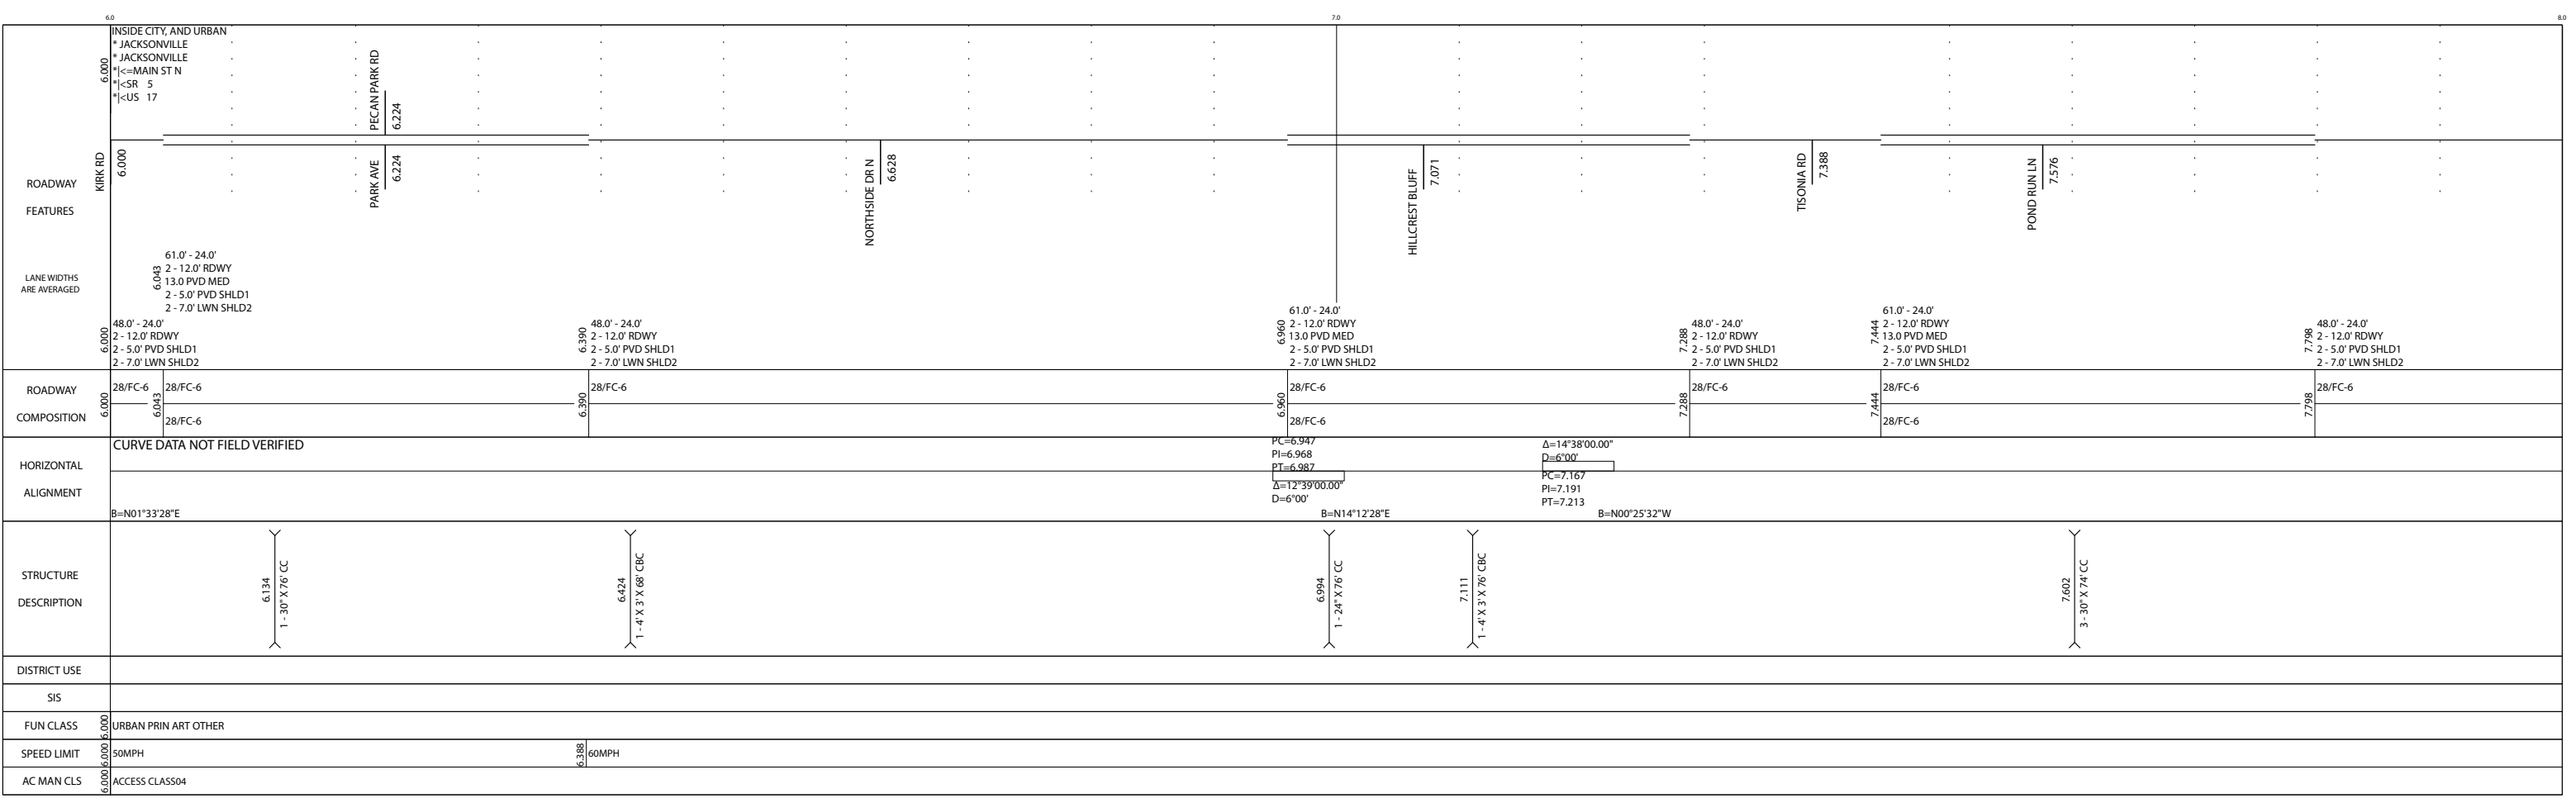 6.0
7.0
8.0
INSIDE CITY, AND URBAN
* JACKSONVILLE
* JACKSONVILLE
*|<=MAIN ST N
*|<SR 5
*|<US 17
6.000
PECAN PARK RD
6.224
ROADWAY
FEATURES
KIRK RD
6.000
PARK AVE
6.224
NORTHSIDE DR N
6.628
HILLCREST BLUFF
7.071
TISONIA RD
7.388
POND RUN LN
7.576
LANE WIDTHS
ARE AVERAGED
6.043
61.0' - 24.0'
2 - 12.0' RDWY
13.0 PVD MED
2 - 5.0' PVD SHLD1
2 - 7.0' LWN SHLD2
6.000
48.0' - 24.0'
2 - 12.0' RDWY
2 - 5.0' PVD SHLD1
2 - 7.0' LWN SHLD2
6.390
48.0' - 24.0'
2 - 12.0' RDWY
2 - 5.0' PVD SHLD1
2 - 7.0' LWN SHLD2
6.960
61.0' - 24.0'
2 - 12.0' RDWY
13.0 PVD MED
2 - 5.0' PVD SHLD1
2 - 7.0' LWN SHLD2
7.288
48.0' - 24.0'
2 - 12.0' RDWY
2 - 5.0' PVD SHLD1
2 - 7.0' LWN SHLD2
7.444
61.0' - 24.0'
2 - 12.0' RDWY
13.0 PVD MED
2 - 5.0' PVD SHLD1
2 - 7.0' LWN SHLD2
7.798
48.0' - 24.0'
2 - 12.0' RDWY
2 - 5.0' PVD SHLD1
2 - 7.0' LWN SHLD2
ROADWAY
COMPOSITION
6.000
28/FC-6
6.043
28/FC-6
28/FC-6
6.390
28/FC-6
6.960
28/FC-6
28/FC-6
7.288
28/FC-6
7.444
28/FC-6
28/FC-6
7.798
28/FC-6
HORIZONTAL
ALIGNMENT
CURVE DATA NOT FIELD VERIFIED
PC=6.947
PI=6.968
PT=6.987
Δ=12°39'00.00"
D=6°00'
Δ=14°38'00.00"
D=6°00'
PC=7.167
PI=7.191
PT=7.213
B=N01°33'28"E
B=N14°12'28"E
B=N00°25'32"W
STRUCTURE
DESCRIPTION
6.134
1 - 30" X 76' CC
6.424
1 - 4' X 3' X 68' CBC
6.994
1 - 24" X 76' CC
7.111
1 - 4' X 3' X 76' CBC
7.602
3 - 30" X 74' CC
DISTRICT USE
SIS
FUN CLASS
6.000
URBAN PRIN ART OTHER
SPEED LIMIT
6.000
50MPH
6.388
60MPH
AC MAN CLS
6.000
ACCESS CLASS04